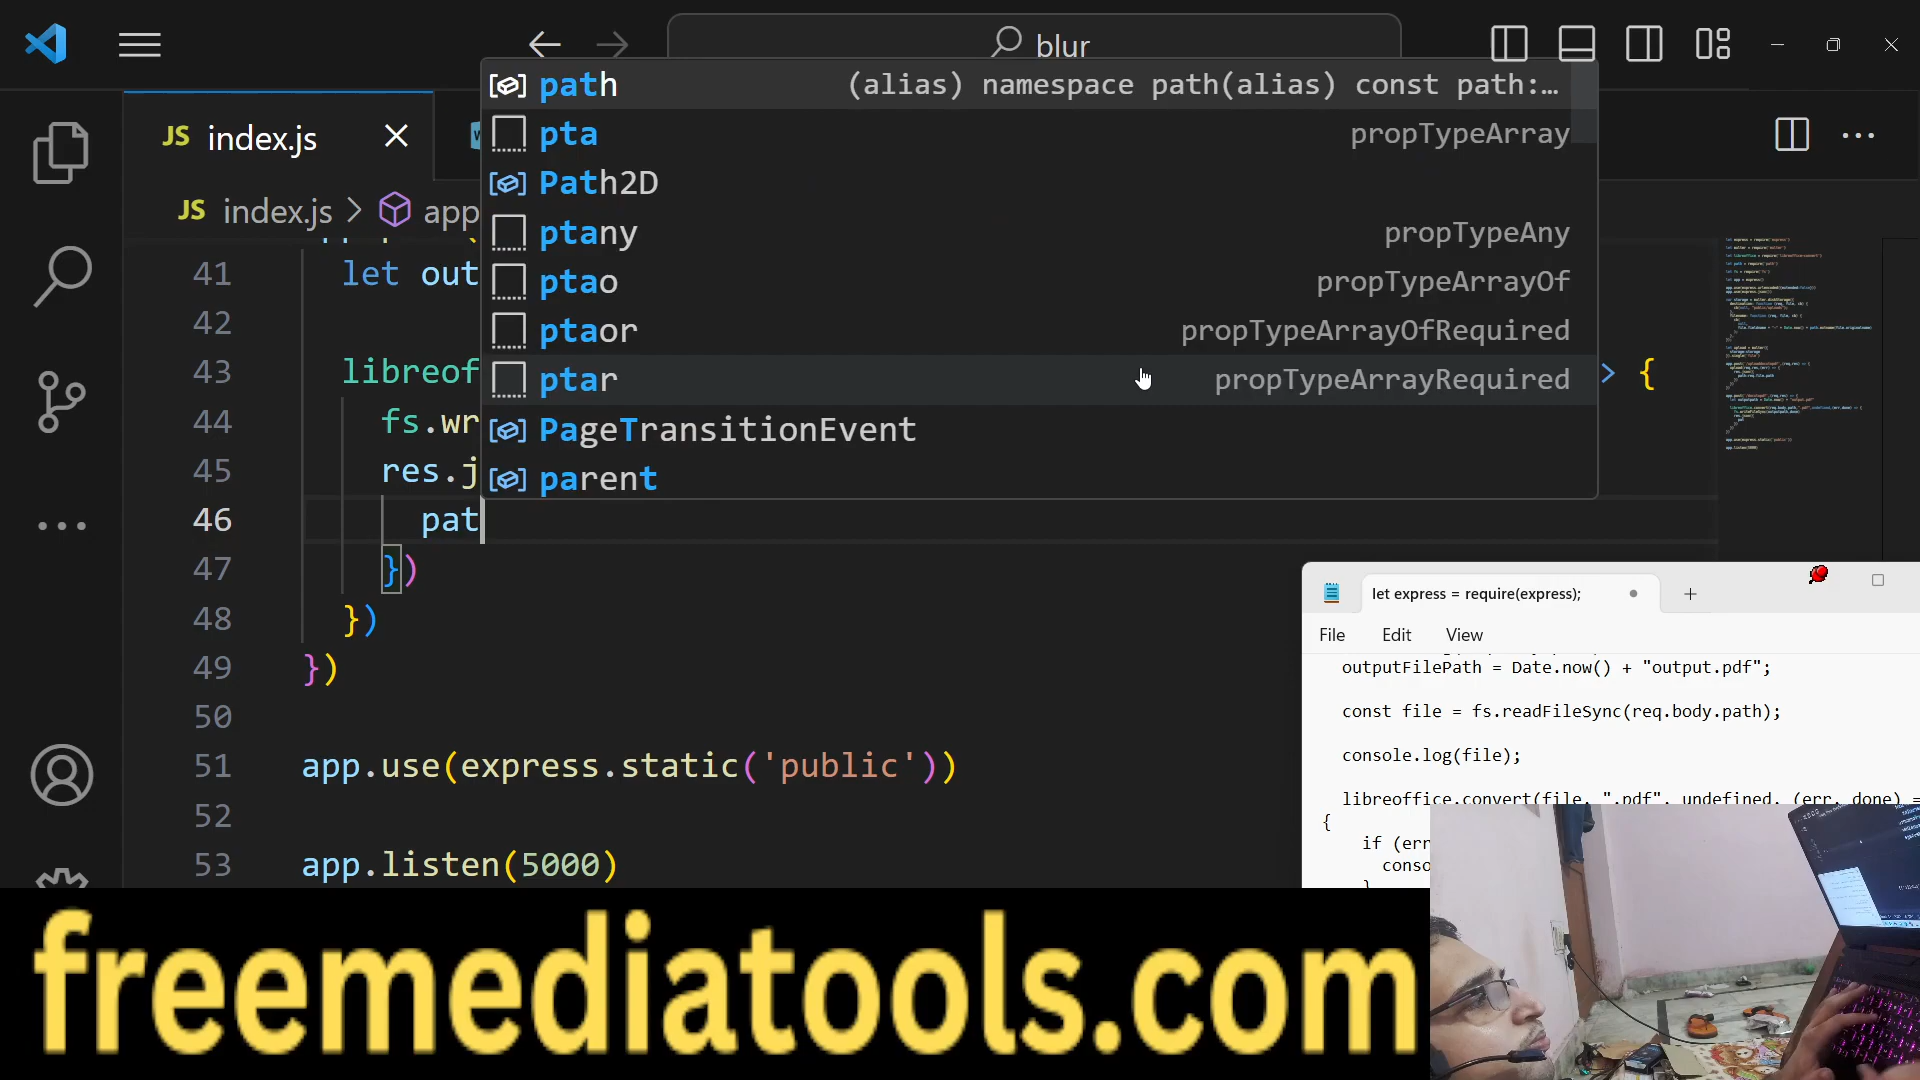 blur
JS index.js
JS index.js > app
path (alias) namespace path(alias) const path:…
pta propTypeArray
Path2D
ptany propTypeAny
ptao propTypeArrayOf
ptaor propTypeArrayOfRequired
ptar propTypeArrayRequired
PageTransitionEvent
parent
41 let out
42
43 libreof > {
44 fs.wr
45 res.j
46 pat
47 })
48 })
49 })
50
51 app.use(express.static('public'))
52
53 app.listen(5000)
let express = require(express);
File Edit View
outputFilePath = Date.now() + "output.pdf";
const file = fs.readFileSync(req.body.path);
console.log(file);
libreoffice.convert(file, ".pdf", undefined, (err, done) =
{
if (err
conso
}
freemediatools.com